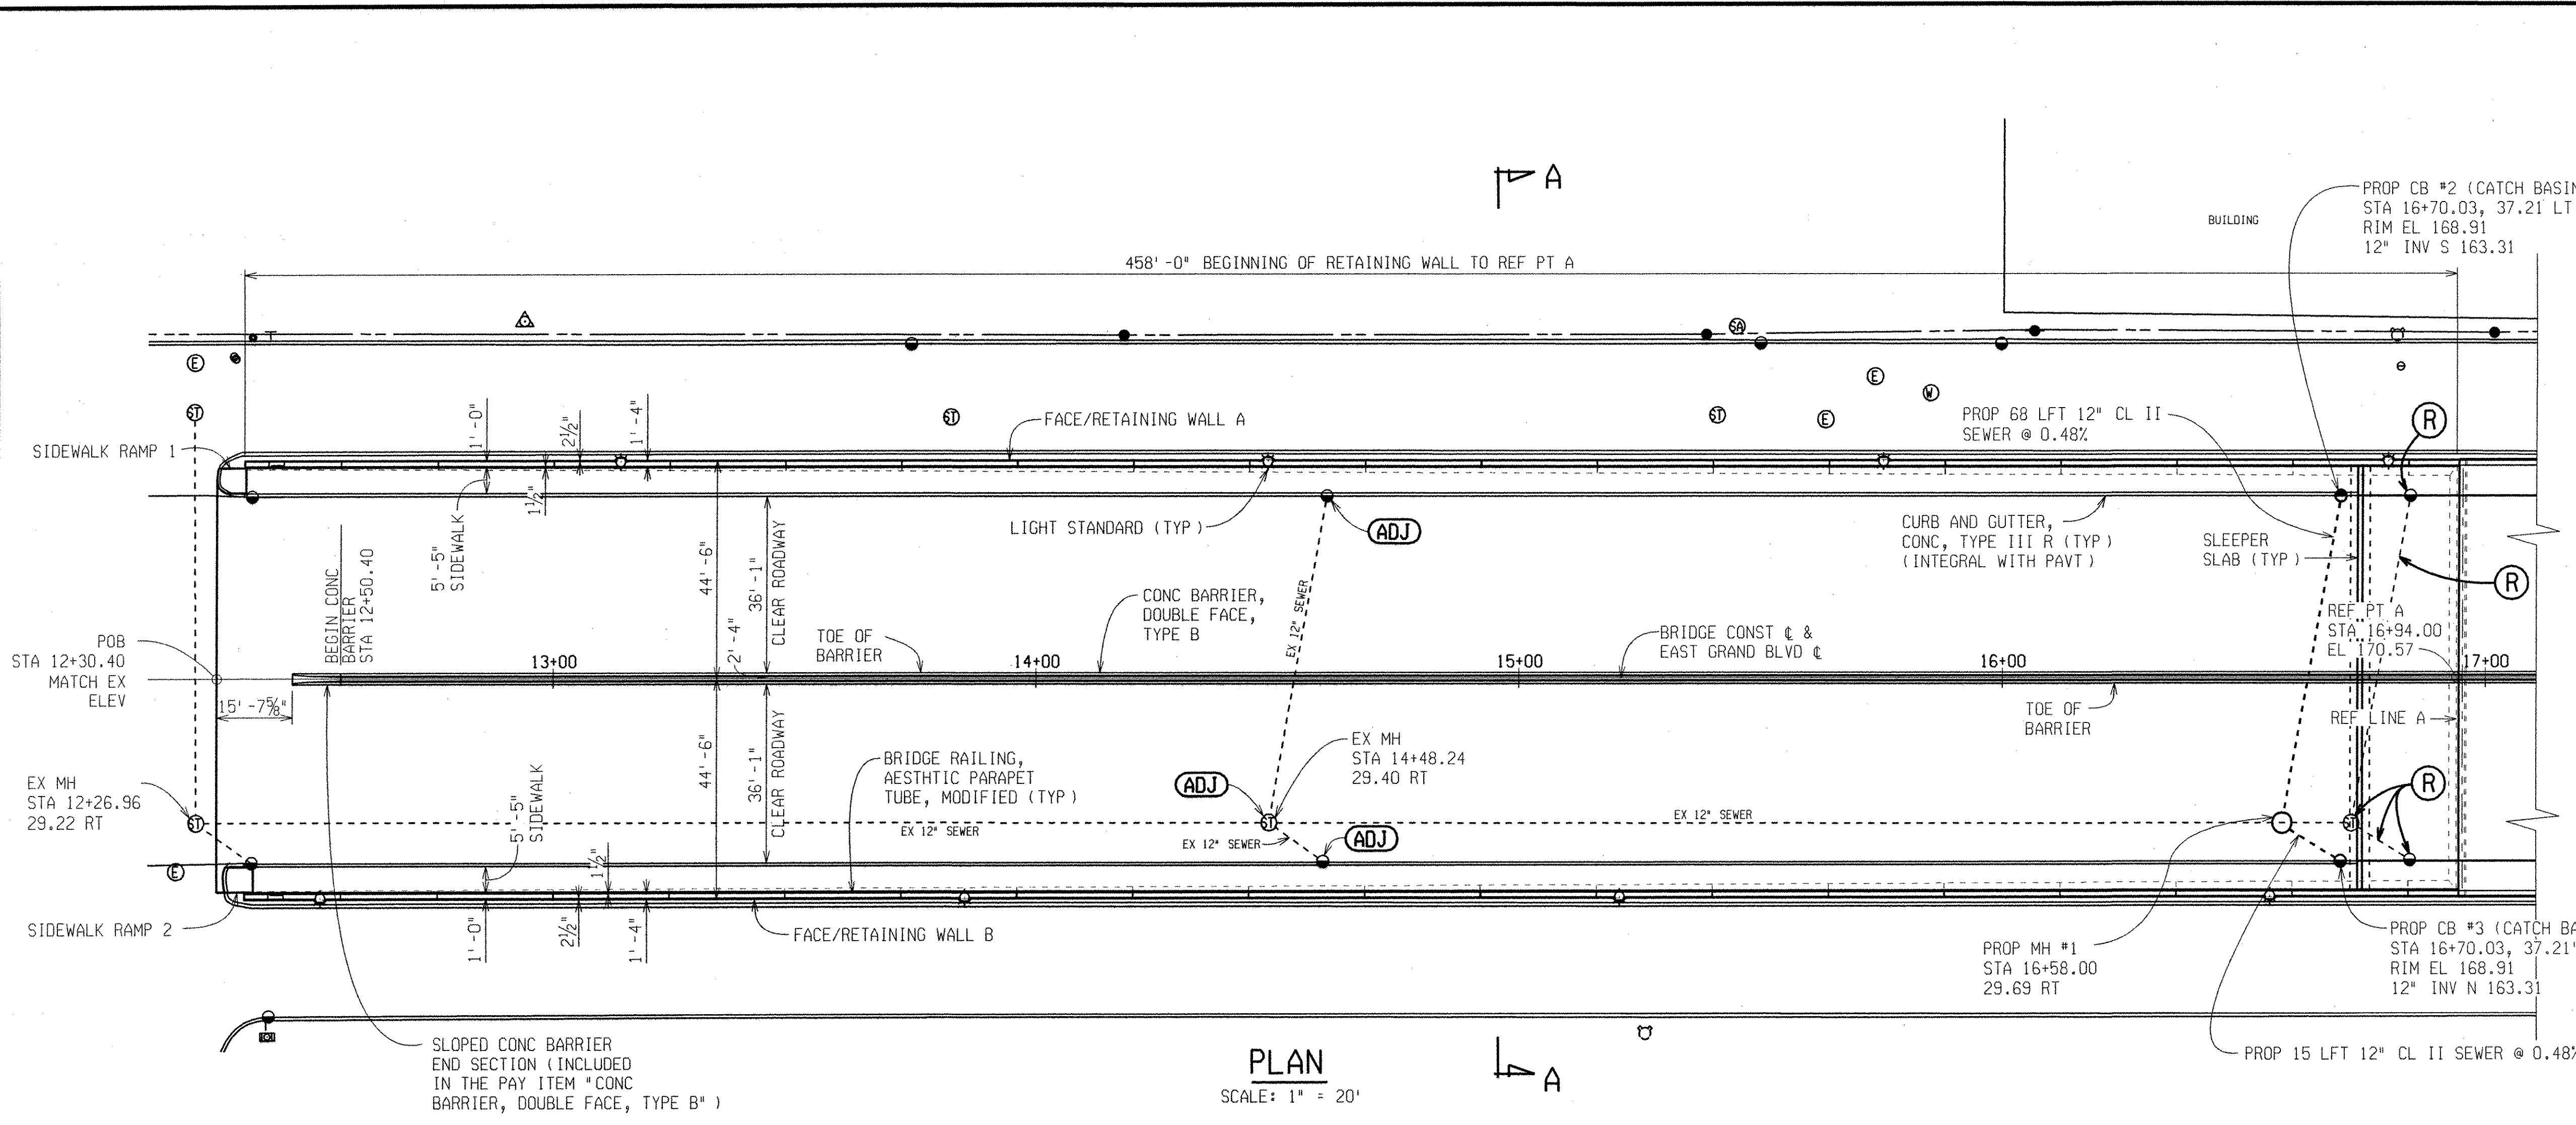 A
PROP CB #2 (CATCH BASIN
STA 16+70.03, 37.21 LT
RIM EL 168.91
12" INV S 163.31
BUILDING
458'-0" BEGINNING OF RETAINING WALL TO REF PT A
T
SA
E
E
W
ST
ST
ST
E
R
SIDEWALK RAMP 1
1'-0"
2½"
1'-4"
1½"
FACE/RETAINING WALL A
PROP 68 LFT 12" CL II
SEWER @ 0.48%
LIGHT STANDARD (TYP)
ADJ
CURB AND GUTTER,
CONC, TYPE III R (TYP)
(INTEGRAL WITH PAVT)
SLEEPER
SLAB (TYP)
R
5'-5"
SIDEWALK
BEGIN CONC
BARRIER
STA 12+50.40
44'-6"
36'-1"
CLEAR ROADWAY
2'-4"
EX 12" SEWER
CONC BARRIER,
DOUBLE FACE,
TYPE B
TOE OF
BARRIER
BRIDGE CONST ℄ &
EAST GRAND BLVD ℄
REF PT A
STA 16+94.00
EL 170.57
POB
STA 12+30.40
MATCH EX
ELEV
13+00
14+00
15+00
16+00
17+00
15'-7⅝"
TOE OF
BARRIER
REF LINE A
44'-6"
36'-1"
CLEAR ROADWAY
BRIDGE RAILING,
AESTHTIC PARAPET
TUBE, MODIFIED (TYP)
EX MH
STA 14+48.24
29.40 RT
ADJ
R
EX MH
STA 12+26.96
29.22 RT
ST
ST
ST
EX 12" SEWER
EX 12" SEWER
EX 12" SEWER
ADJ
5'-5"
SIDEWALK
1½"
E
SIDEWALK RAMP 2
1'-0"
2½"
1'-4"
FACE/RETAINING WALL B
PROP MH #1
STA 16+58.00
29.69 RT
PROP CB #3 (CATCH BA
STA 16+70.03, 37.21'
RIM EL 168.91
12" INV N 163.31
SLOPED CONC BARRIER
END SECTION (INCLUDED
IN THE PAY ITEM "CONC
BARRIER, DOUBLE FACE, TYPE B" )
PLAN
SCALE: 1" = 20'
A
PROP 15 LFT 12" CL II SEWER @ 0.48%